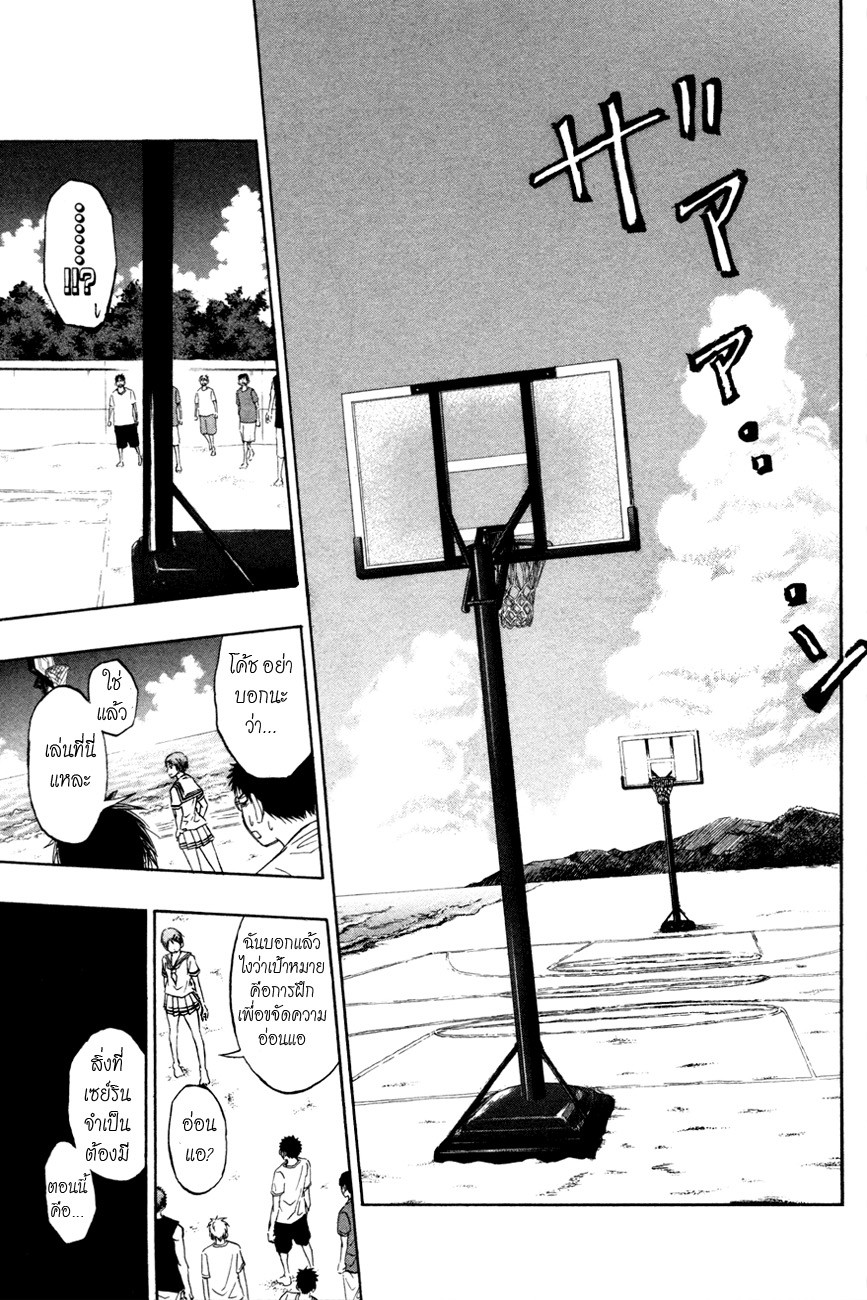 ザァァ…
…ン
……
!!?
โค้ช อย่า
บอกนะ
ว่า...
ใช่
แล้ว
เล่นที่นี่
แหละ
ฉันบอกแล้ว
ไงว่าเป้าหมาย
คือการฝึก
เพื่อขจัดความ
อ่อนแอ
อ่อน
แอ?
สิ่งที่
เซย์ริน
จำเป็น
ต้องมี
ตอนนี้
คือ...